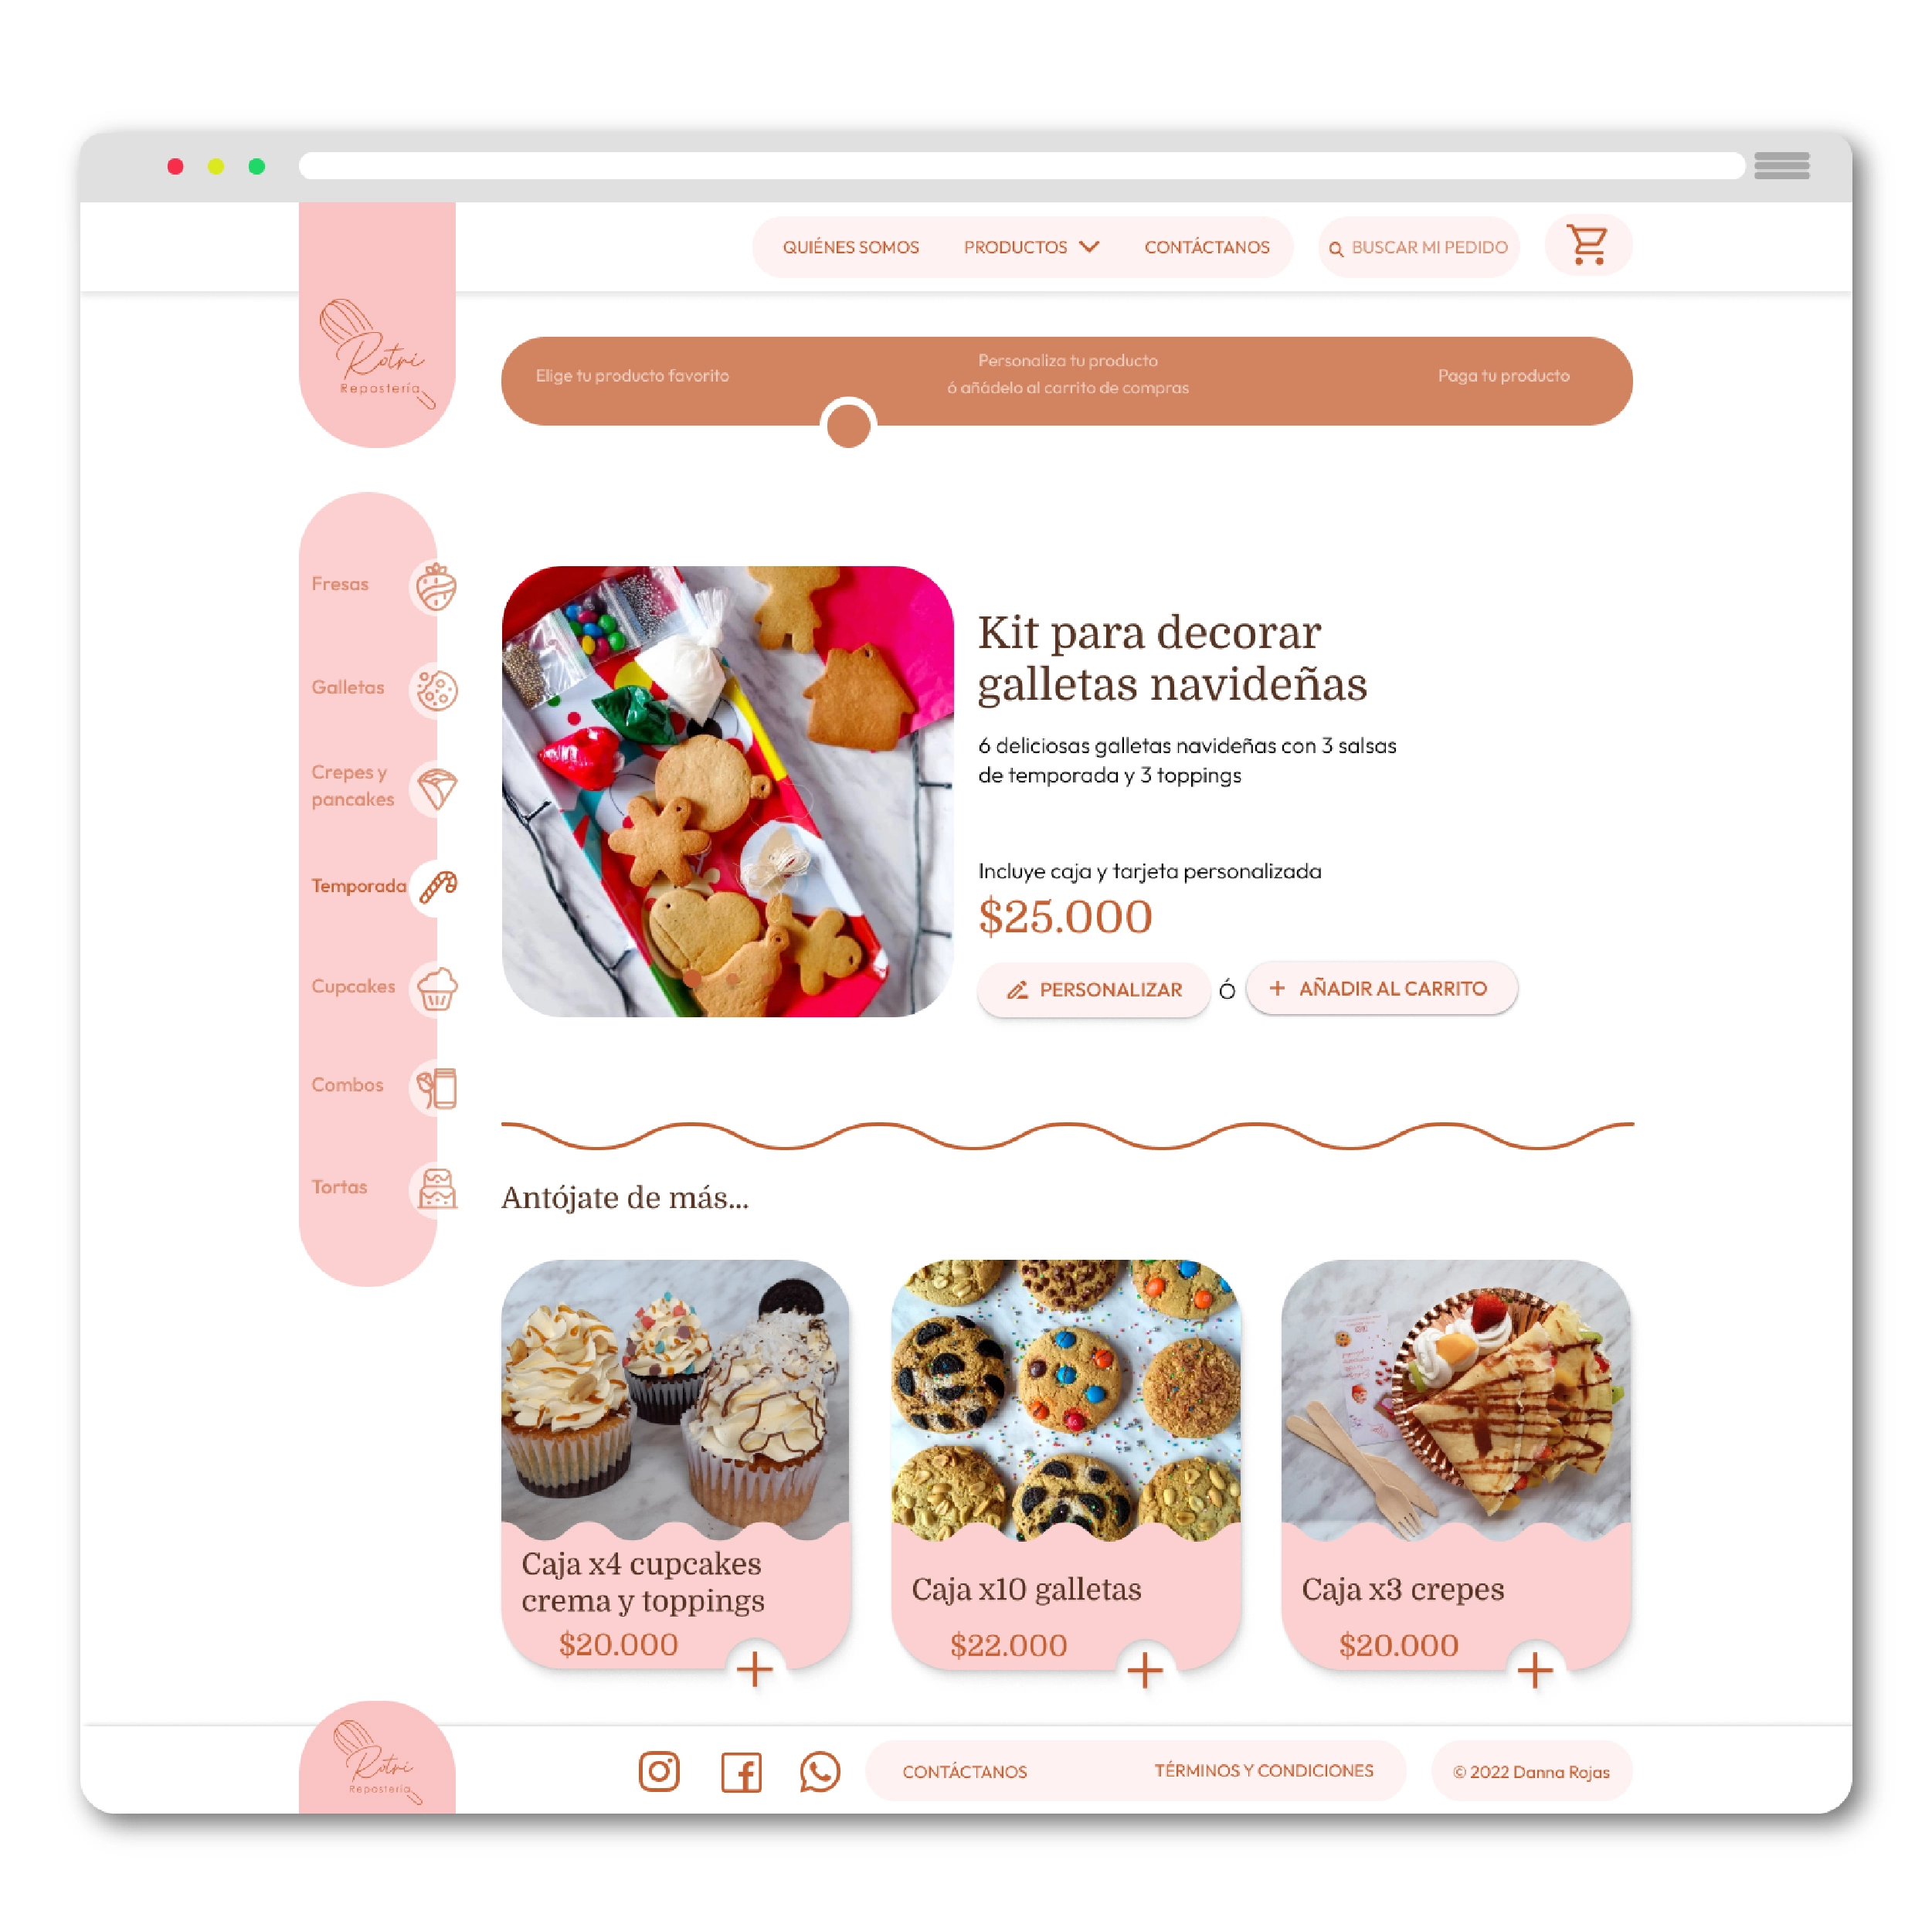 QUIÉNES SOMOS
PRODUCTOS
CONTÁCTANOS
BUSCAR MI PEDIDO
Rotri
Repostería
Elige tu producto favorito
Personaliza tu producto
ó añádelo al carrito de compras
Paga tu producto
Fresas
Galletas
Crepes y
pancakes
Temporada
Cupcakes
Combos
Tortas
Kit para decorar
galletas navideñas
6 deliciosas galletas navideñas con 3 salsas
de temporada y 3 toppings
Incluye caja y tarjeta personalizada
$25.000
PERSONALIZAR
Ó
+ AÑADIR AL CARRITO
Antójate de más...
Caja x4 cupcakes
crema y toppings
$20.000
+
Caja x10 galletas
$22.000
+
Caja x3 crepes
$20.000
+
Rotri
Repostería
CONTÁCTANOS
TÉRMINOS Y CONDICIONES
© 2022 Danna Rojas